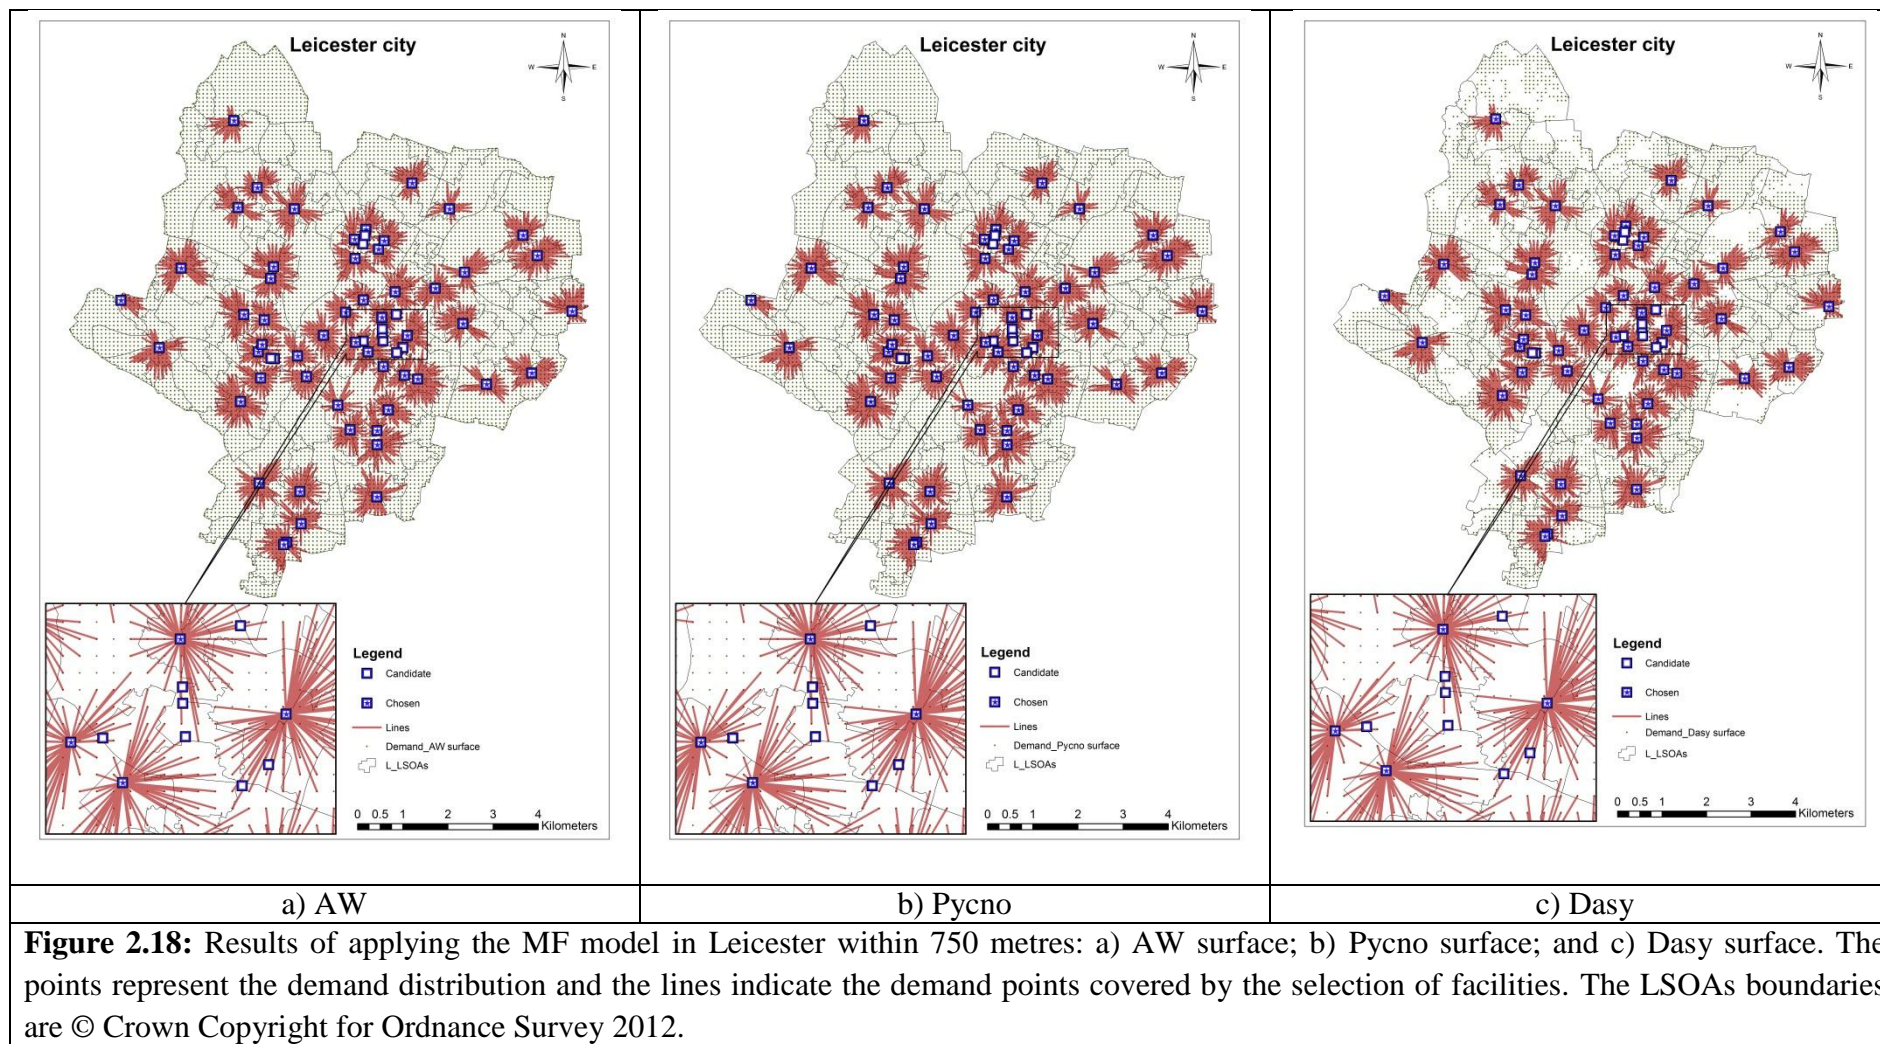 Leicester city
N
W
E
S
Legend
Candidate
Chosen
Lines
Demand_AW surface
L_LSOAs
0 0.5 1 2 3 4
Kilometers
Leicester city
N
W
E
S
Legend
Candidate
Chosen
Lines
Demand_Pycno surface
L_LSOAs
0 0.5 1 2 3 4
Kilometers
Leicester city
N
W
E
S
Legend
Candidate
Chosen
Lines
Demand_Dasy surface
L_LSOAs
0 0.5 1 2 3 4
Kilometers
a) AW
b) Pycno
c) Dasy
Figure 2.18: Results of applying the MF model in Leicester within 750 metres: a) AW surface; b) Pycno surface; and c) Dasy surface. The
points represent the demand distribution and the lines indicate the demand points covered by the selection of facilities. The LSOAs boundaries
are © Crown Copyright for Ordnance Survey 2012.